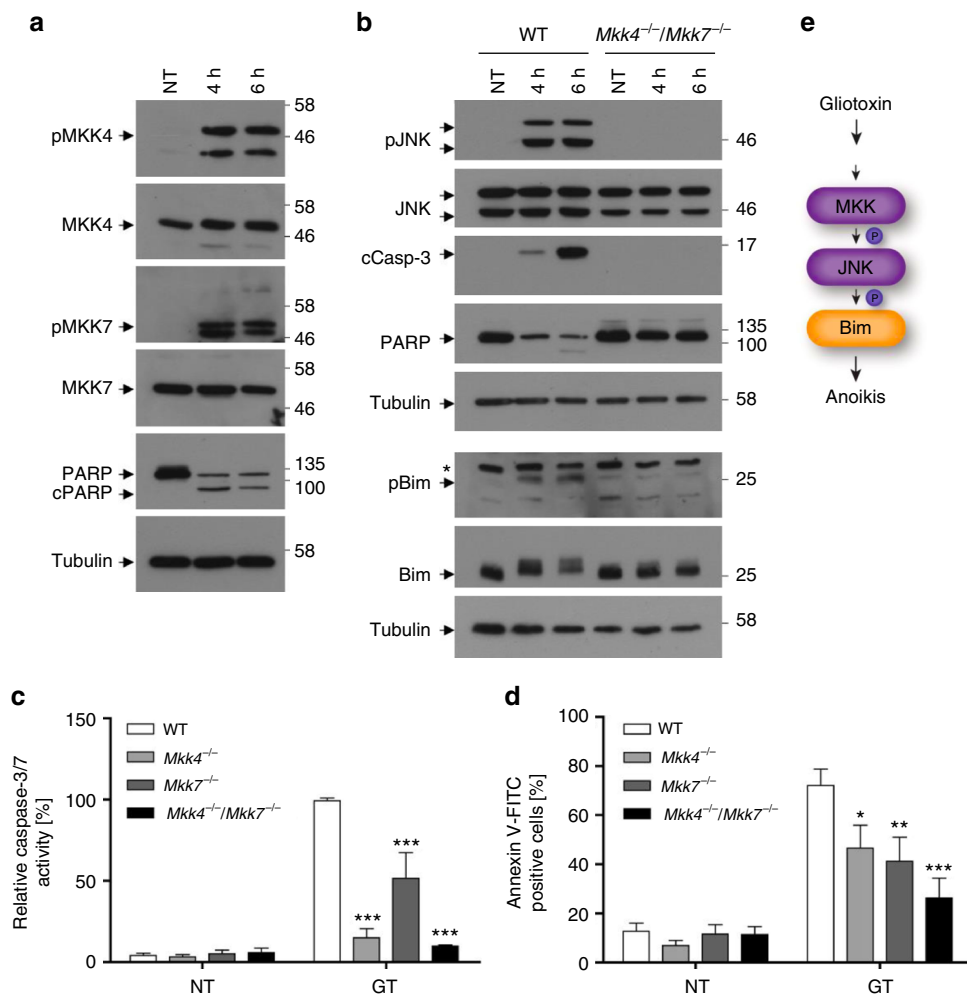 a
NT 4 h 6 h
pMKK4
58
46
MKK4
58
46
pMKK7
58
46
MKK7
58
46
PARP
cPARP
135
100
Tubulin
58
b
WT Mkk4–/–/Mkk7–/–
NT 4 h 6 h NT 4 h 6 h
pJNK
46
JNK
46
cCasp-3
17
PARP
135
100
Tubulin
58
*
pBim
25
Bim
25
Tubulin
58
e
Gliotoxin
MKK
P
JNK
P
Bim
Anoikis
c
Relative caspase-3/7
activity [%]
150
100
50
0
WT
Mkk4–/–
Mkk7–/–
Mkk4–/–/Mkk7–/–
***
***
***
NT GT
d
Annexin V-FITC
positive cells [%]
100
80
60
40
20
0
WT
Mkk4–/–
Mkk7–/–
Mkk4–/–/Mkk7–/–
*
**
***
NT GT